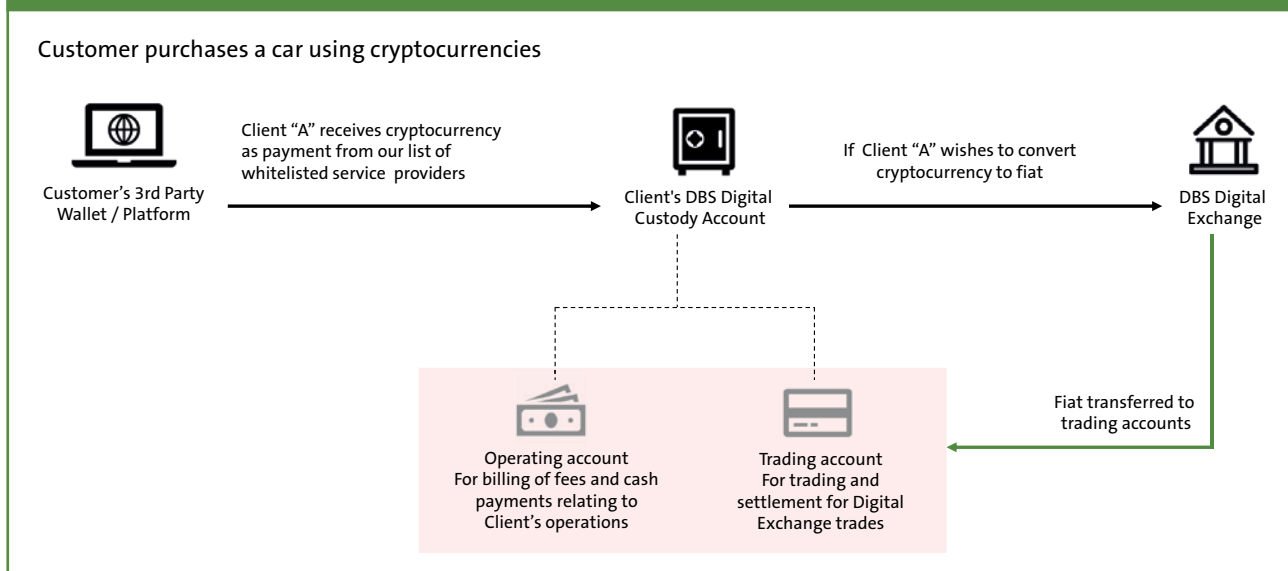 Customer purchases a car using cryptocurrencies
Client “A” receives cryptocurrency
as payment from our list of
whitelisted service providers
If Client “A” wishes to convert
cryptocurrency to fiat
Customer’s 3rd Party
Wallet / Platform
Client's DBS Digital
Custody Account
DBS Digital
Exchange
Fiat transferred to
trading accounts
Operating account
For billing of fees and cash
payments relating to
Client’s operations
Trading account
For trading and
settlement for Digital
Exchange trades